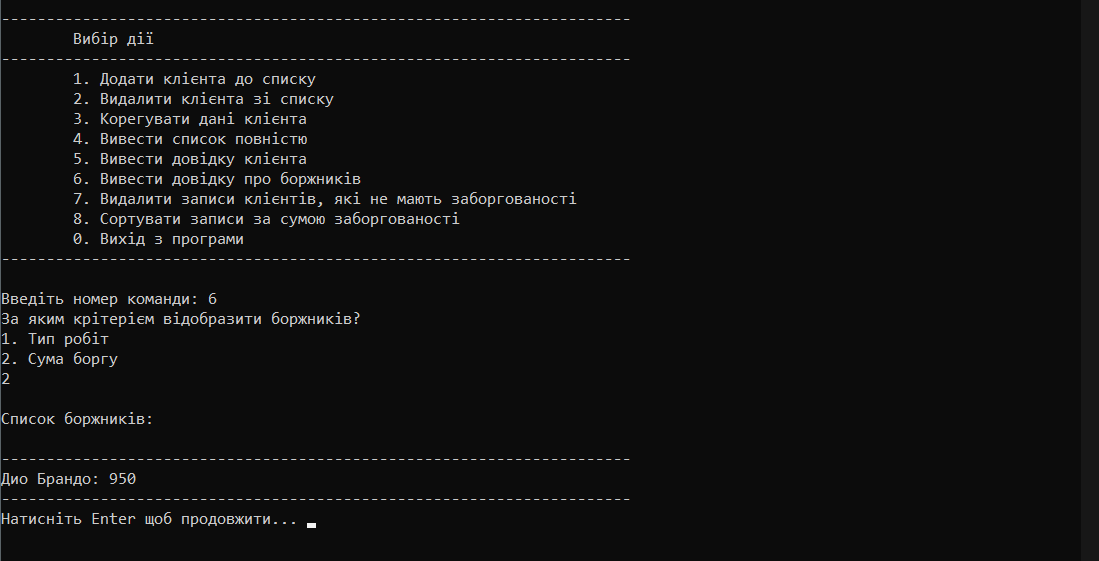 ----------------------------------------------------------------------
Вибір дії
----------------------------------------------------------------------
1. Додати клієнта до списку
2. Видалити клієнта зі списку
3. Корегувати дані клієнта
4. Вивести список повністю
5. Вивести довідку клієнта
6. Вивести довідку про боржників
7. Видалити записи клієнтів, які не мають заборгованості
8. Сортувати записи за сумою заборгованості
0. Вихід з програми
----------------------------------------------------------------------
Введіть номер команди: 6
За яким крітерієм відобразити боржників?
1. Тип робіт
2. Сума боргу
2
Список боржників:
----------------------------------------------------------------------
Дио Брандо: 950
----------------------------------------------------------------------
Натисніть Enter щоб продовжити...